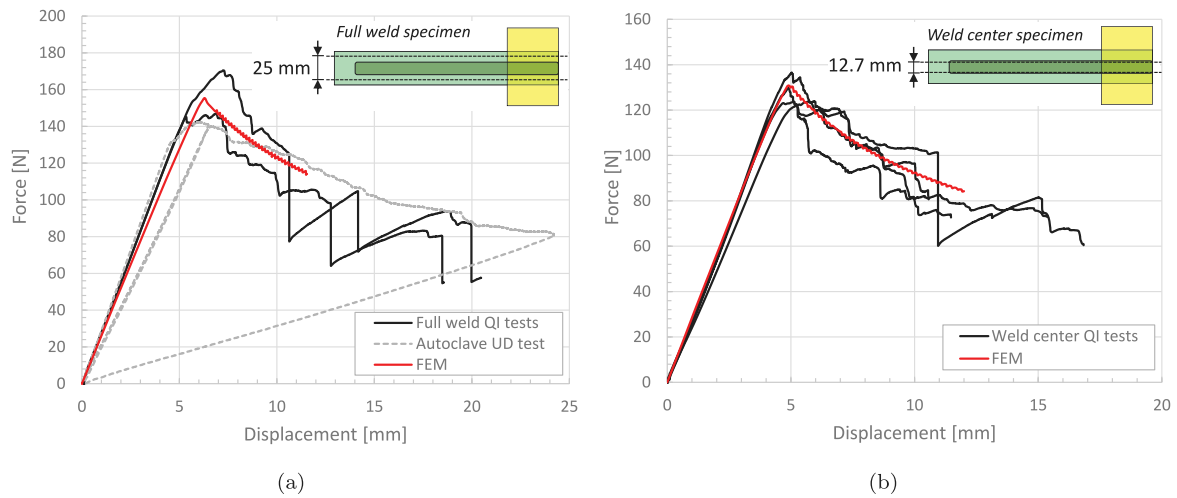 Full weld specimen
25 mm
Force [N]
200
180
160
140
120
100
80
60
40
20
0
0 5 10 15 20 25
Displacement [mm]
Full weld QI tests
Autoclave UD test
FEM
(a)
Weld center specimen
12.7 mm
Force [N]
160
140
120
100
80
60
40
20
0
0 5 10 15 20
Displacement [mm]
Weld center QI tests
FEM
(b)